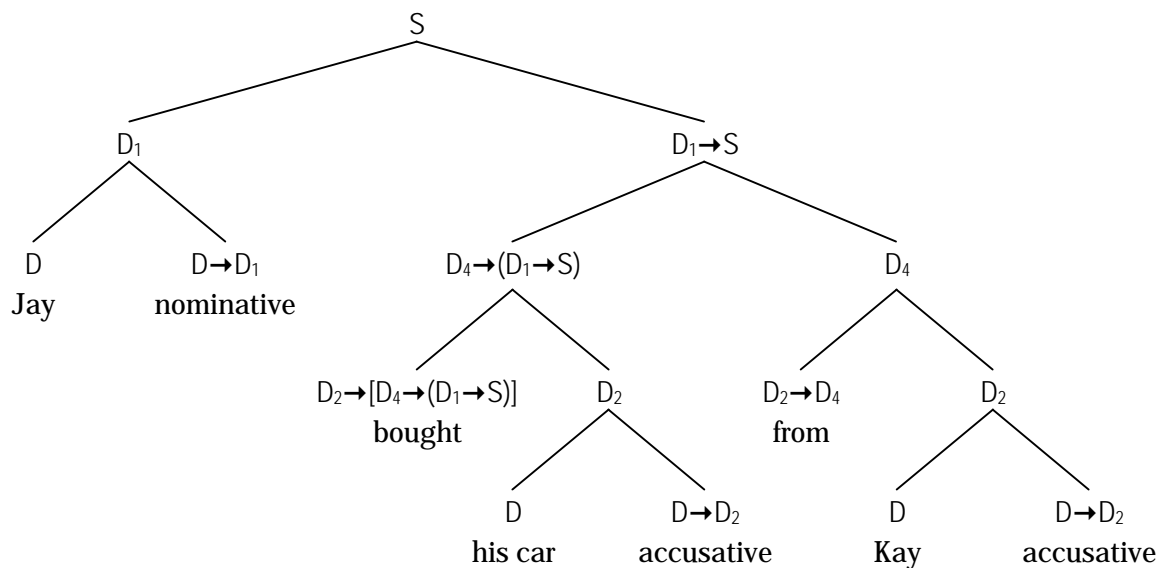 S
D₁ D₁→S
D D→D₁ D₄→(D₁→S) D₄
Jay nominative
D₂→[D₄→(D₁→S)] D₂ D₂→D₄ D₂
bought from
D D→D₂ D D→D₂
his car accusative Kay accusative